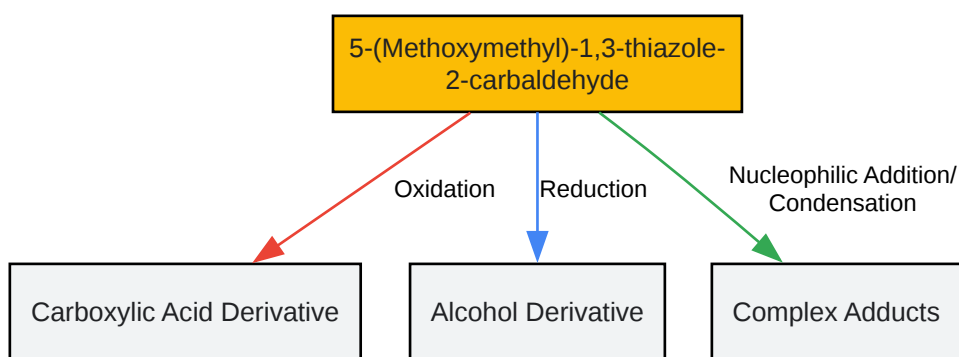 5-(Methoxymethyl)-1,3-thiazole-
2-carbaldehyde
Oxidation
Reduction
Nucleophilic Addition/
Condensation
Carboxylic Acid Derivative
Alcohol Derivative
Complex Adducts